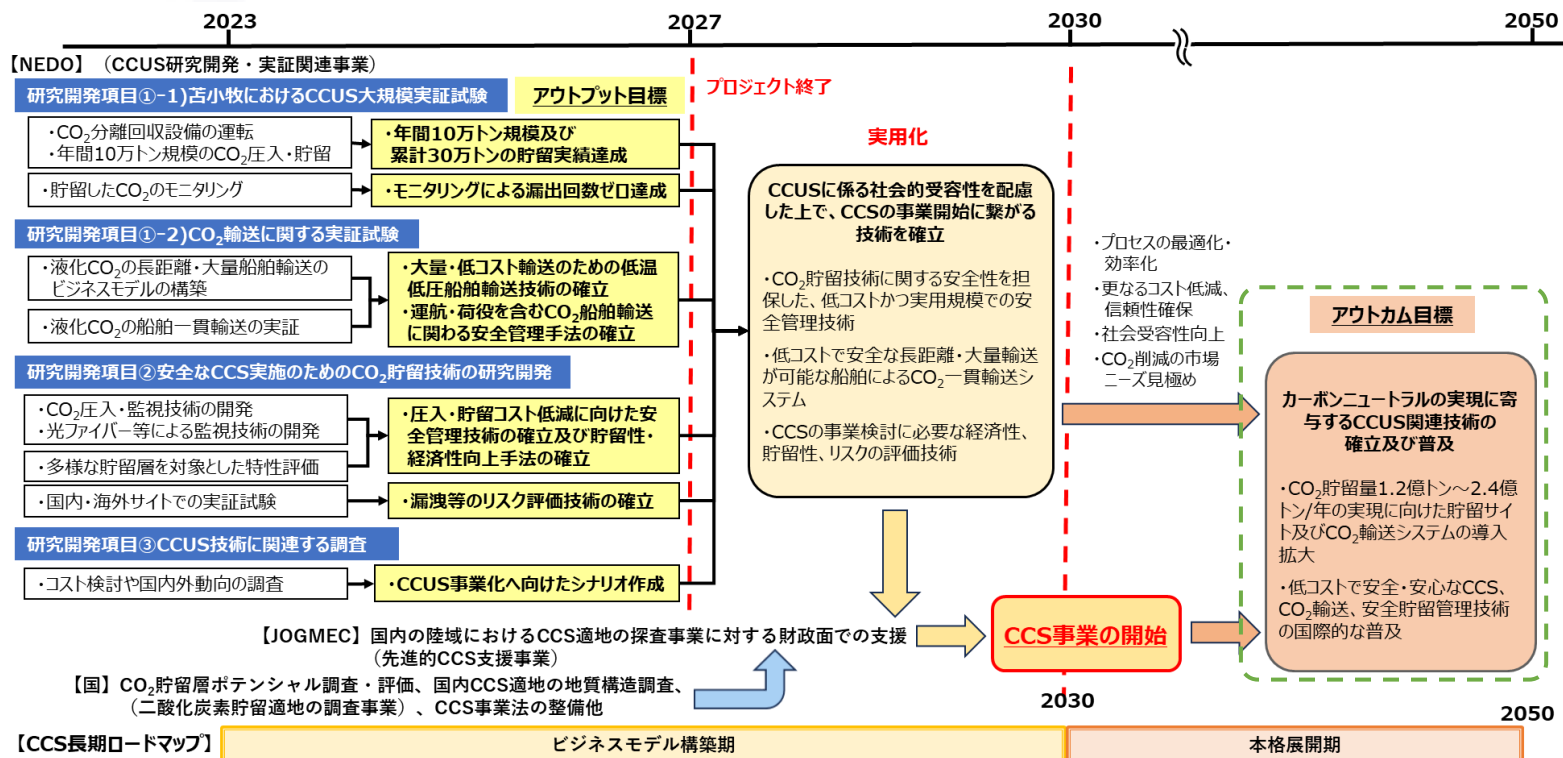 2023
2027
2030
2050
【NEDO】（CCUS研究開発・実証関連事業）
研究開発項目①-1)苫小牧におけるCCUS大規模実証試験
アウトプット目標
プロジェクト終了
・CO₂分離回収設備の運転
・年間10万トン規模のCO₂圧入・貯留
・年間10万トン規模及び
累計30万トンの貯留実績達成
・貯留したCO₂のモニタリング
・モニタリングによる漏出回数ゼロ達成
研究開発項目①-2)CO₂輸送に関する実証試験
・液化CO₂の長距離・大量船舶輸送の
ビジネスモデルの構築
・液化CO₂の船舶一貫輸送の実証
・大量・低コスト輸送のための低温
低圧船舶輸送技術の確立
・運航・荷役を含むCO₂船舶輸送
に関わる安全管理手法の確立
研究開発項目②安全なCCS実施のためのCO₂貯留技術の研究開発
・CO₂圧入・監視技術の開発
・光ファイバー等による監視技術の開発
・多様な貯留層を対象とした特性評価
・圧入・貯留コスト低減に向けた安
全管理技術の確立及び貯留性・
経済性向上手法の確立
・国内・海外サイトでの実証試験
・漏洩等のリスク評価技術の確立
研究開発項目③CCUS技術に関連する調査
・コスト検討や国内外動向の調査
・CCUS事業化へ向けたシナリオ作成
実用化
CCUSに係る社会的受容性を配慮
した上で、CCSの事業開始に繋がる
技術を確立
・CO₂貯留技術に関する安全性を担
保した、低コストかつ実用規模での安
全管理技術
・低コストで安全な長距離・大量輸送
が可能な船舶によるCO₂一貫輸送シ
ステム
・CCSの事業検討に必要な経済性、
貯留性、リスクの評価技術
・プロセスの最適化・
効率化
・更なるコスト低減、
信頼性確保
・社会受容性向上
・CO₂削減の市場
ニーズ見極め
アウトカム目標
カーボンニュートラルの実現に寄
与するCCUS関連技術の
確立及び普及
・CO₂貯留量1.2億トン～2.4億
トン/年の実現に向けた貯留サイ
ト及びCO₂輸送システムの導入
拡大
・低コストで安全・安心なCCS、
CO₂輸送、安全貯留管理技術
の国際的な普及
【JOGMEC】国内の陸域におけるCCS適地の探査事業に対する財政面での支援
（先進的CCS支援事業）
CCS事業の開始
【国】CO₂貯留層ポテンシャル調査・評価、国内CCS適地の地質構造調査、
（二酸化炭素貯留適地の調査事業）、CCS事業法の整備他
2030
2050
【CCS長期ロードマップ】
ビジネスモデル構築期
本格展開期